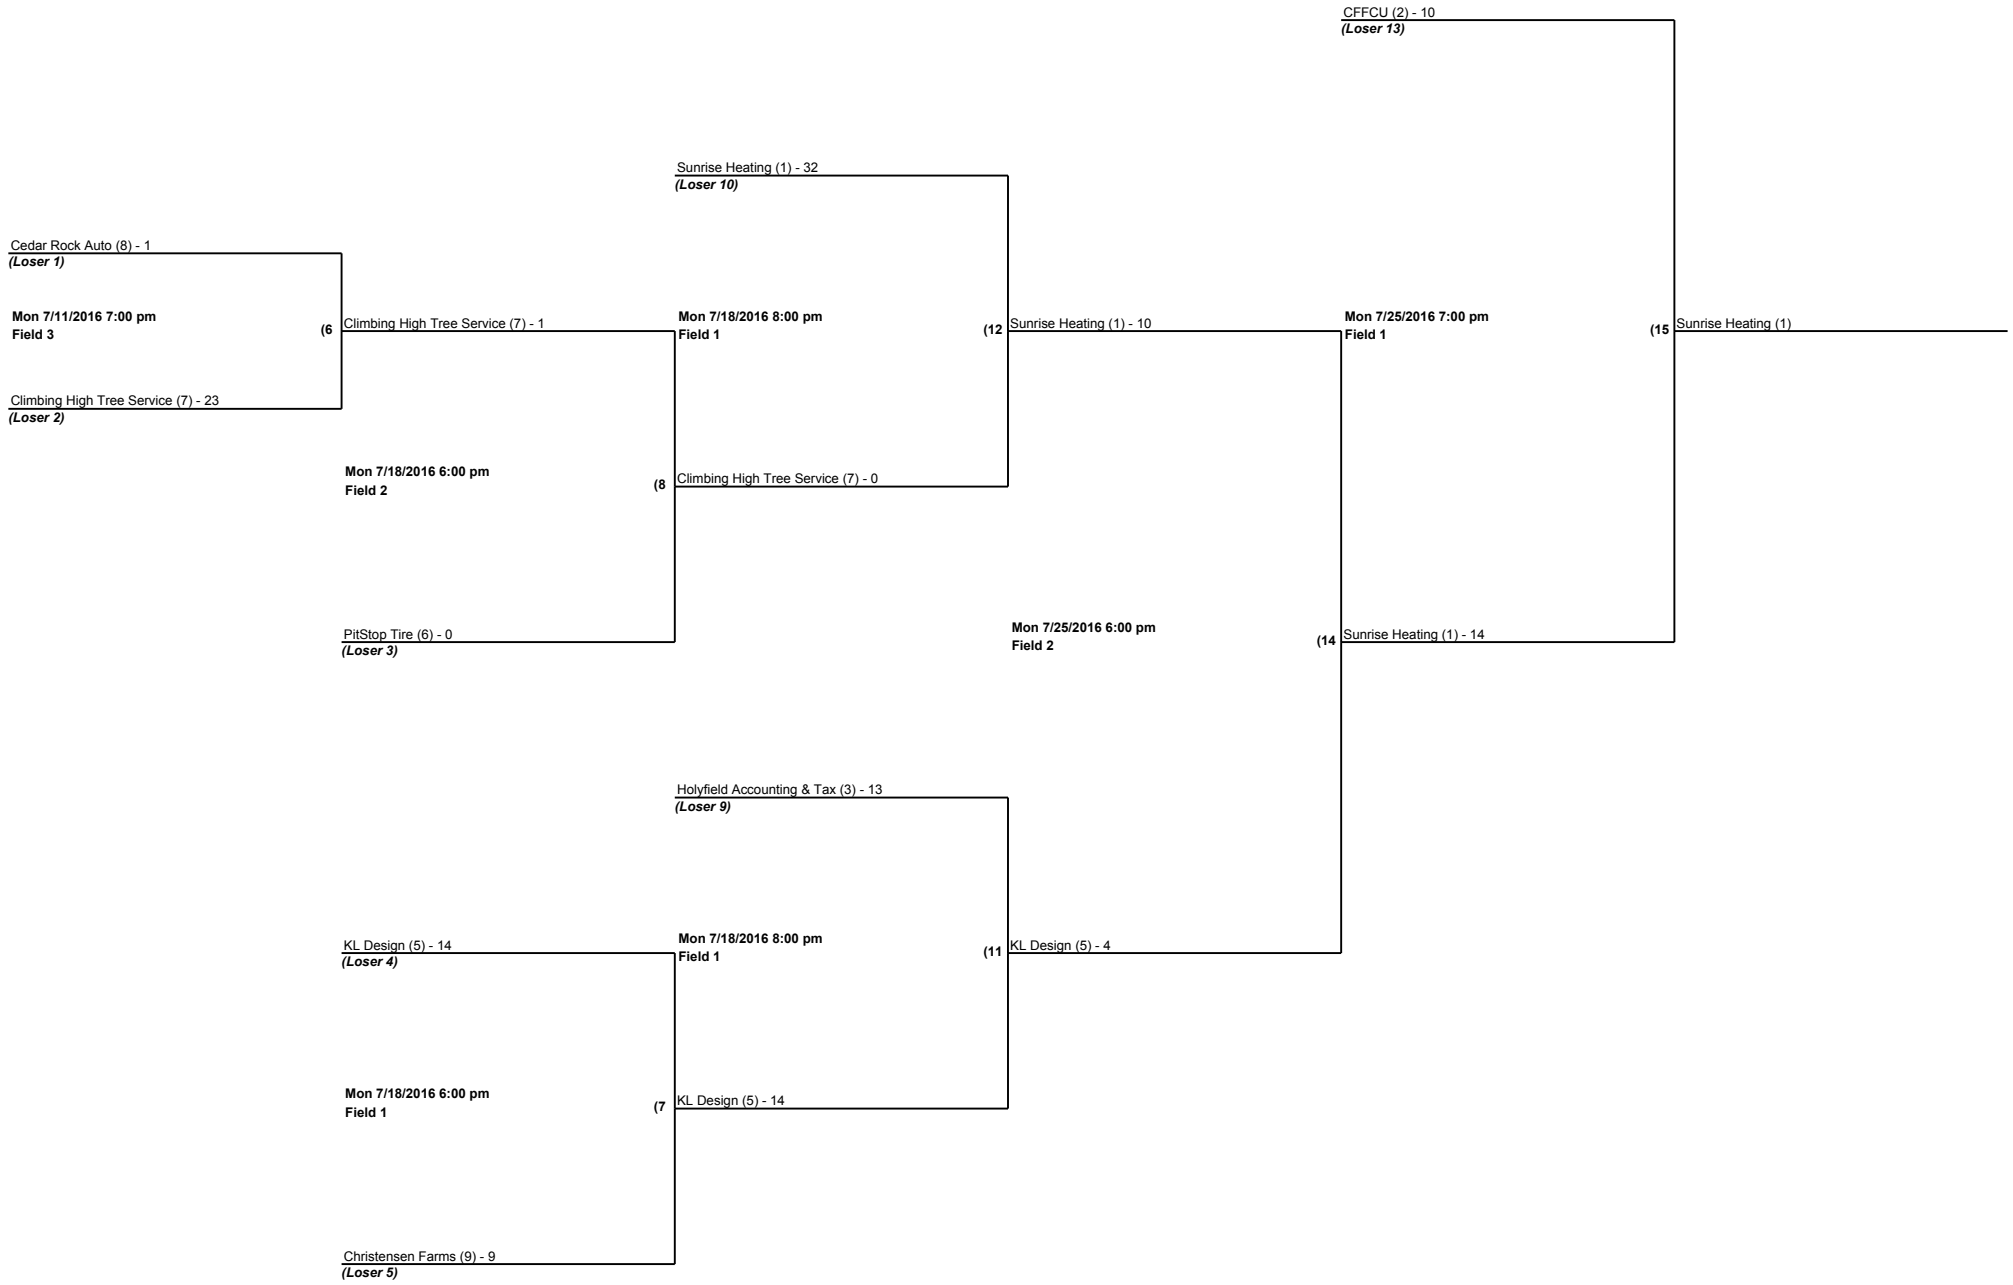 CFFCU (2) - 10
(Loser 13)
Sunrise Heating (1) - 32
(Loser 10)
Cedar Rock Auto (8) - 1
(Loser 1)
Mon 7/11/2016 7:00 pm
Field 3
(6
Climbing High Tree Service (7) - 1
Mon 7/18/2016 8:00 pm
Field 1
(12
Sunrise Heating (1) - 10
Mon 7/25/2016 7:00 pm
Field 1
(15
Sunrise Heating (1)
Climbing High Tree Service (7) - 23
(Loser 2)
Mon 7/18/2016 6:00 pm
Field 2
(8
Climbing High Tree Service (7) - 0
PitStop Tire (6) - 0
(Loser 3)
Mon 7/25/2016 6:00 pm
Field 2
(14
Sunrise Heating (1) - 14
Holyfield Accounting & Tax (3) - 13
(Loser 9)
KL Design (5) - 14
(Loser 4)
Mon 7/18/2016 8:00 pm
Field 1
(11
KL Design (5) - 4
Mon 7/18/2016 6:00 pm
Field 1
(7
KL Design (5) - 14
Christensen Farms (9) - 9
(Loser 5)